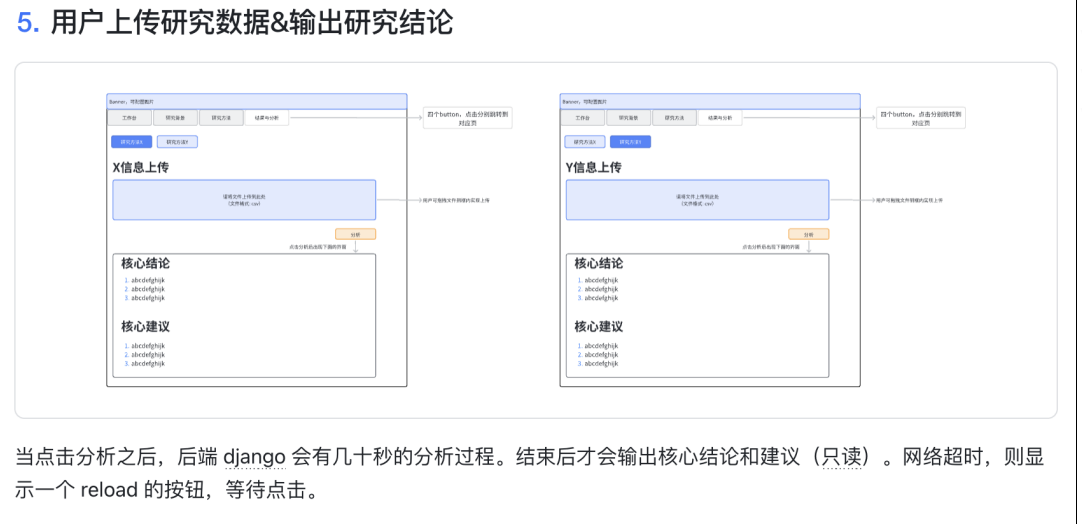 5. 用户上传研究数据&输出研究结论
Banner，可附图图片
工作台
研究背景
研究方法
结果与分析
四个button，点击分别跳转到
对应页
研究方法X
研究方法Y
X信息上传
请将文件上传到此处
（文件格式: csv）
用户可拖拽文件到框内实现上传
分析
点击分析后出现下面的界面
核心结论
1. abcdefghijk
2. abcdefghijk
3. abcdefghijk
核心建议
1. abcdefghijk
2. abcdefghijk
3. abcdefghijk
Banner，可附图图片
工作台
研究背景
研究方法
结果与分析
四个button，点击分别跳转到
对应页
研究方法X
研究方法Y
Y信息上传
请将文件上传到此处
（文件格式: csv）
用户可拖拽文件到框内实现上传
分析
点击分析后出现下面的界面
核心结论
1. abcdefghijk
2. abcdefghijk
3. abcdefghijk
核心建议
1. abcdefghijk
2. abcdefghijk
3. abcdefghijk
当点击分析之后，后端 django 会有几十秒的分析过程。结束后才会输出核心结论和建议（只读）。网络超时，则显
示一个 reload 的按钮，等待点击。